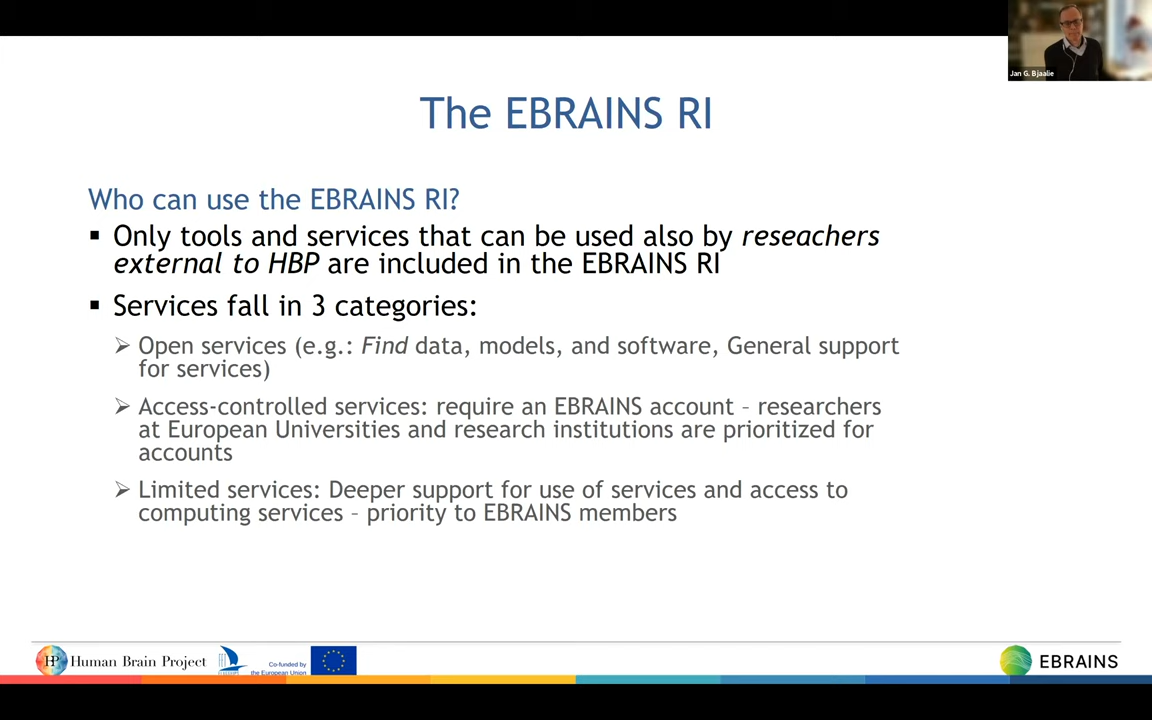 Jan G. Bjaalie
The EBRAINS RI
Who can use the EBRAINS RI?
▪ Only tools and services that can be used also by reseachers
external to HBP are included in the EBRAINS RI
▪ Services fall in 3 categories:
➢ Open services (e.g.: Find data, models, and software, General support
for services)
➢ Access-controlled services: require an EBRAINS account – researchers
at European Universities and research institutions are prioritized for
accounts
➢ Limited services: Deeper support for use of services and access to
computing services – priority to EBRAINS members
HP Human Brain Project
Co-funded by
the European Union
EBRAINS